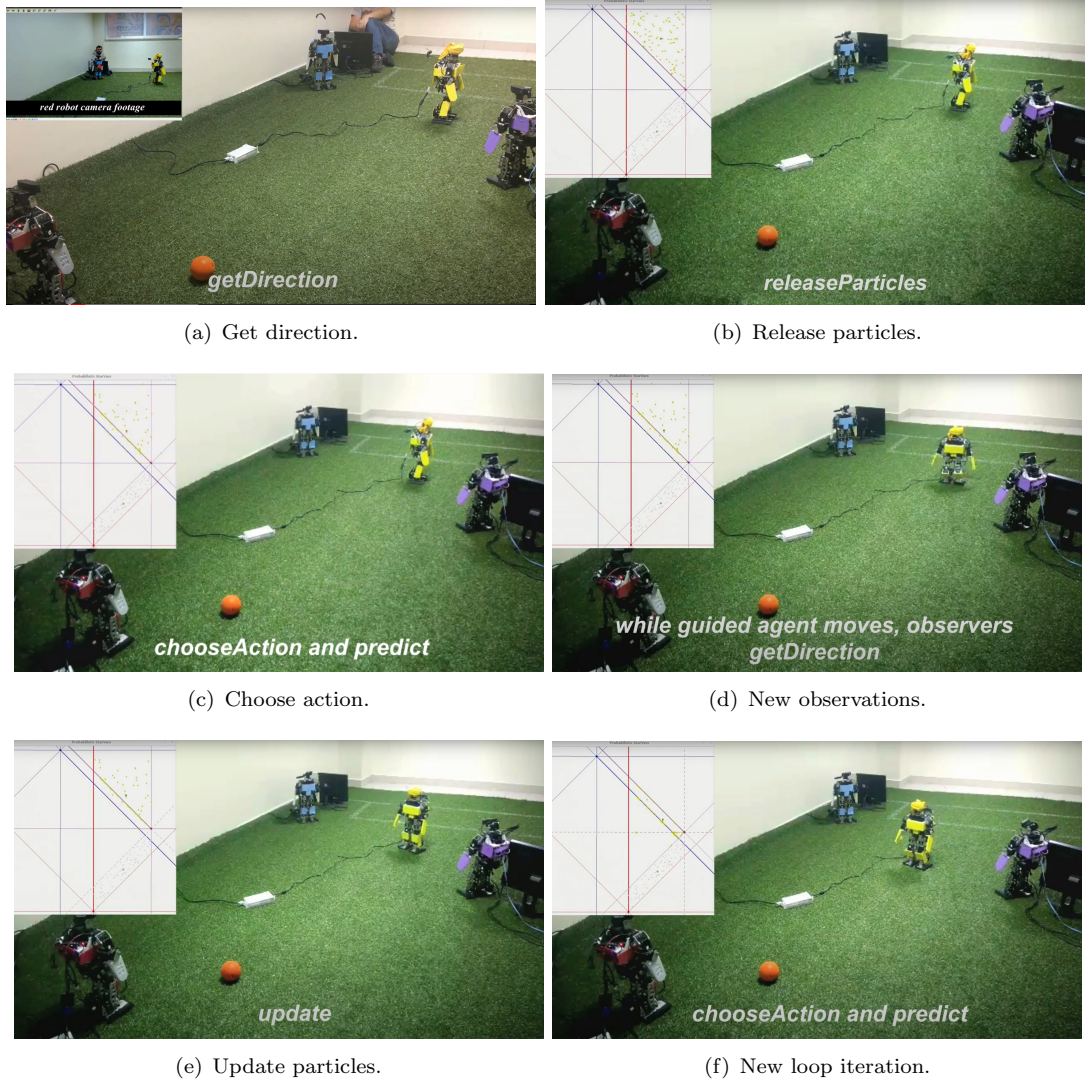 red robot camera footage
getDirection
releaseParticles
(a) Get direction.
(b) Release particles.
chooseAction and predict
while guided agent moves, observers
getDirection
(c) Choose action.
(d) New observations.
update
chooseAction and predict
(e) Update particles.
(f) New loop iteration.